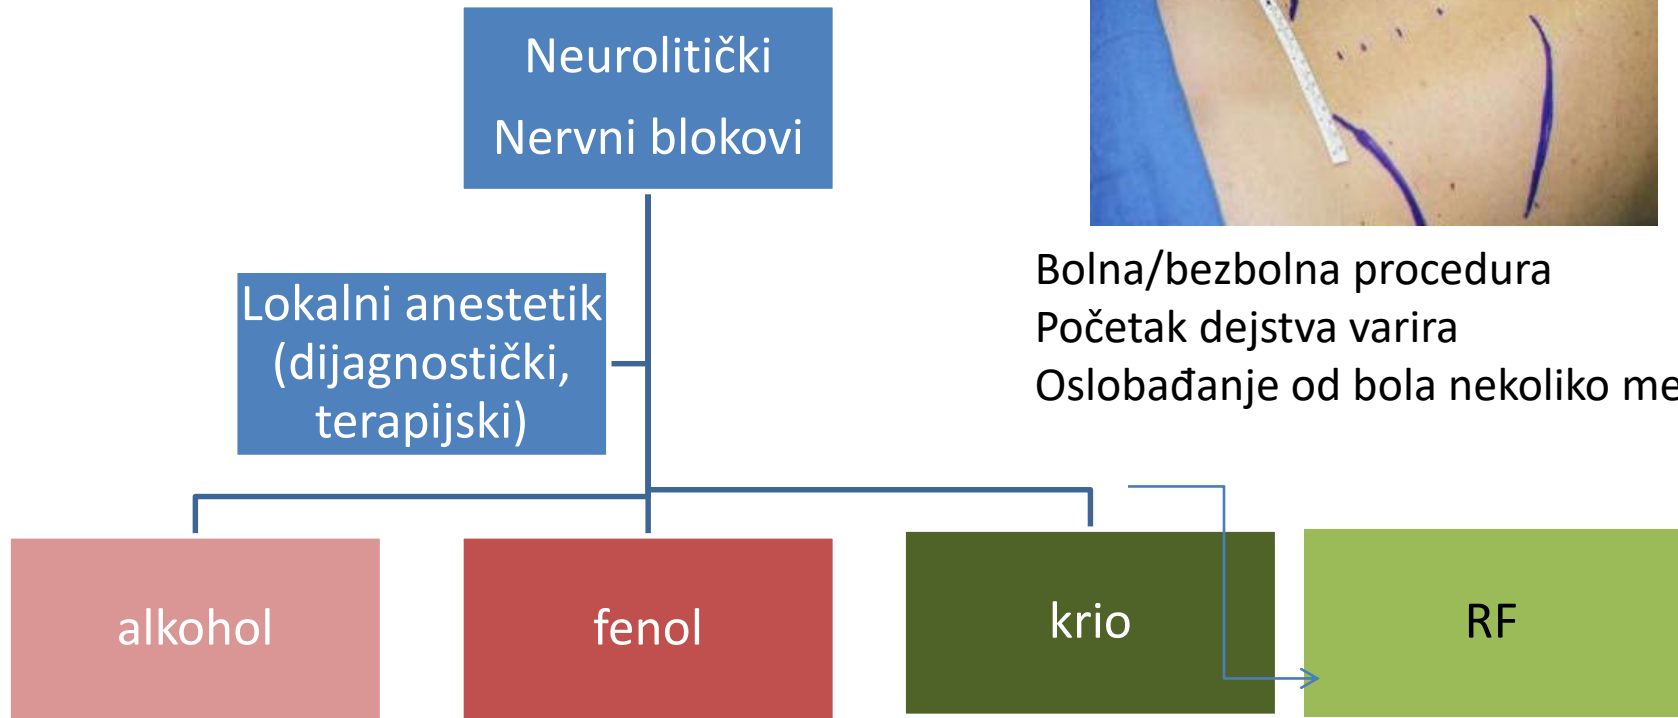 Neurolitički
Nervni blokovi
Lokalni anestetik
(dijagnostički,
terapijski)
Bolna/bezbolna procedura
Početak dejstva varira
Oslobađanje od bola nekoliko me
alkohol
fenol
krio
RF